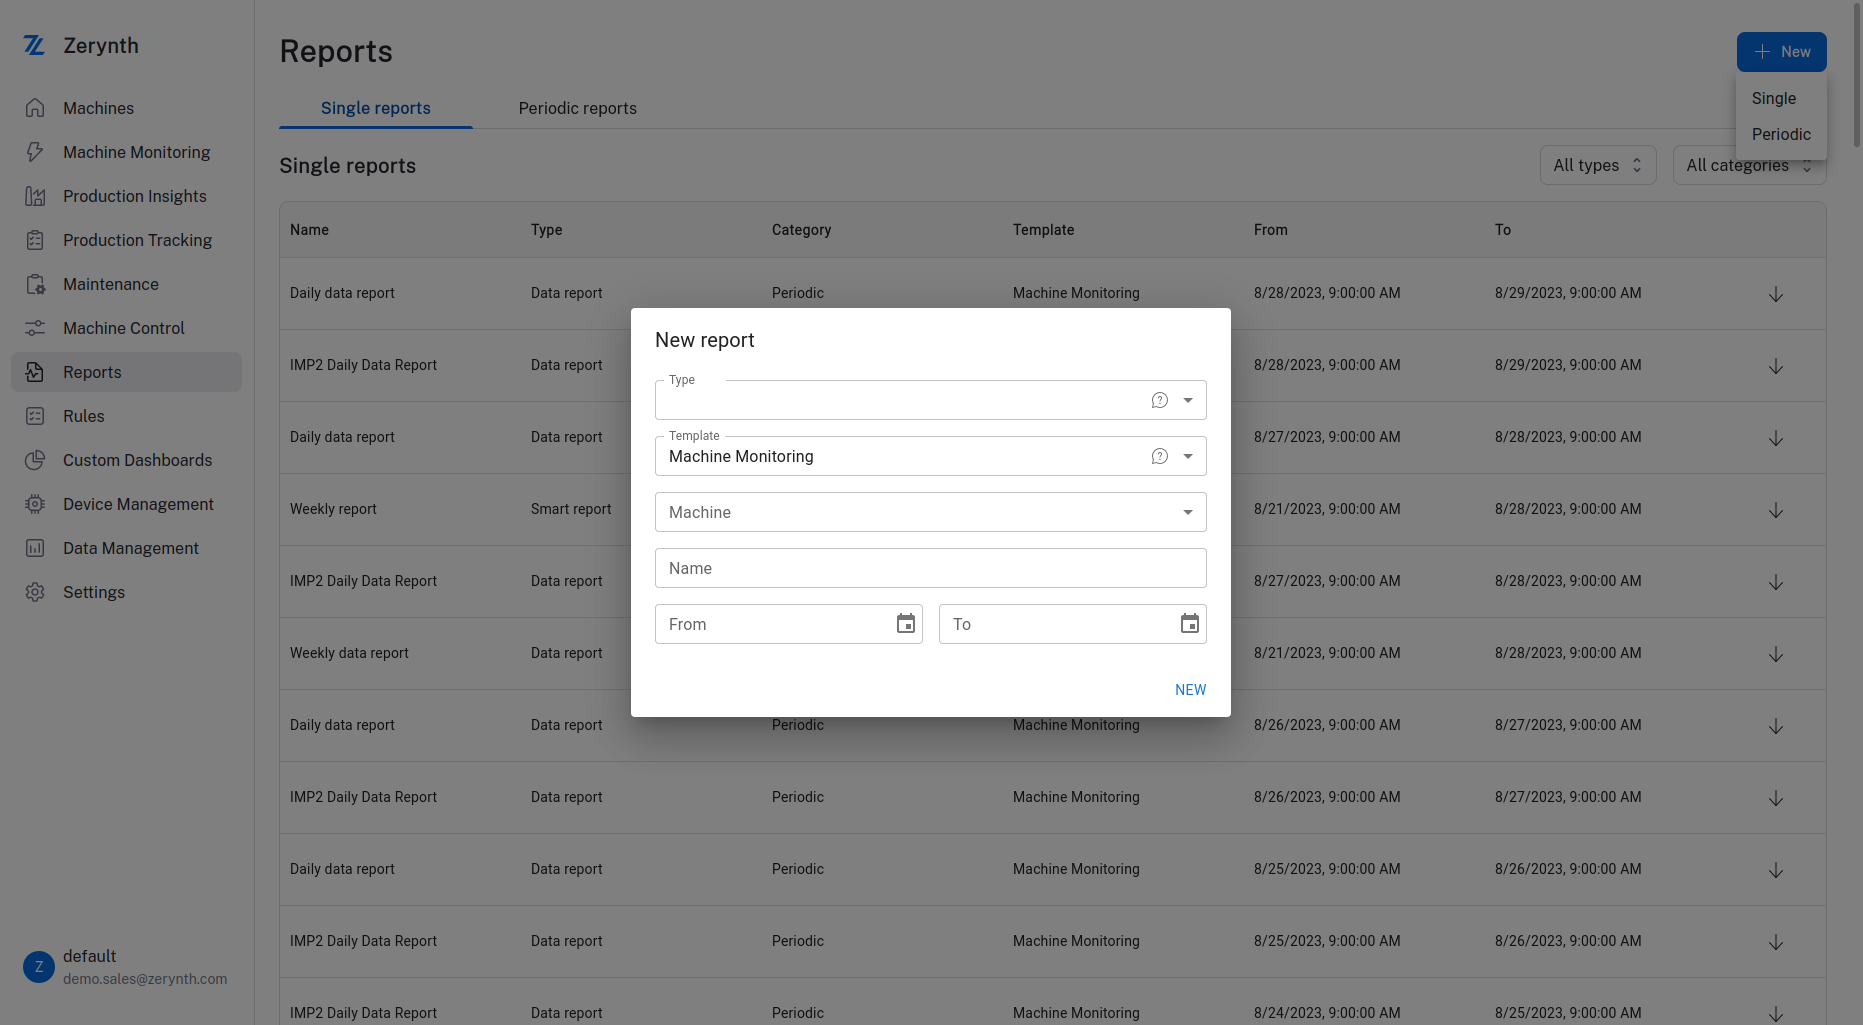 Zerynth
Machines
Machine Monitoring
Production Insights
Production Tracking
Maintenance
Machine Control
Reports
Rules
Custom Dashboards
Device Management
Data Management
Settings
Z
default
demo.sales@zerynth.com
Reports
New
Single
Periodic
Single reports Periodic reports
Single reports
All types All categories
Name Type Category Template From To
Daily data report Data report Periodic Machine Monitoring 8/28/2023, 9:00:00 AM 8/29/2023, 9:00:00 AM
IMP2 Daily Data Report Data report 8/28/2023, 9:00:00 AM 8/29/2023, 9:00:00 AM
Daily data report Data report 8/27/2023, 9:00:00 AM 8/28/2023, 9:00:00 AM
Weekly report Smart report 8/21/2023, 9:00:00 AM 8/28/2023, 9:00:00 AM
IMP2 Daily Data Report Data report 8/27/2023, 9:00:00 AM 8/28/2023, 9:00:00 AM
Weekly data report Data report 8/21/2023, 9:00:00 AM 8/28/2023, 9:00:00 AM
Daily data report Data report Periodic Machine Monitoring 8/26/2023, 9:00:00 AM 8/27/2023, 9:00:00 AM
IMP2 Daily Data Report Data report Periodic Machine Monitoring 8/26/2023, 9:00:00 AM 8/27/2023, 9:00:00 AM
Daily data report Data report Periodic Machine Monitoring 8/25/2023, 9:00:00 AM 8/26/2023, 9:00:00 AM
IMP2 Daily Data Report Data report Periodic Machine Monitoring 8/25/2023, 9:00:00 AM 8/26/2023, 9:00:00 AM
IMP2 Daily Data Report Data report Periodic Machine Monitoring 8/24/2023, 9:00:00 AM 8/25/2023, 9:00:00 AM
New report
Type
?
Template
Machine Monitoring ?
Machine
Name
From To
NEW